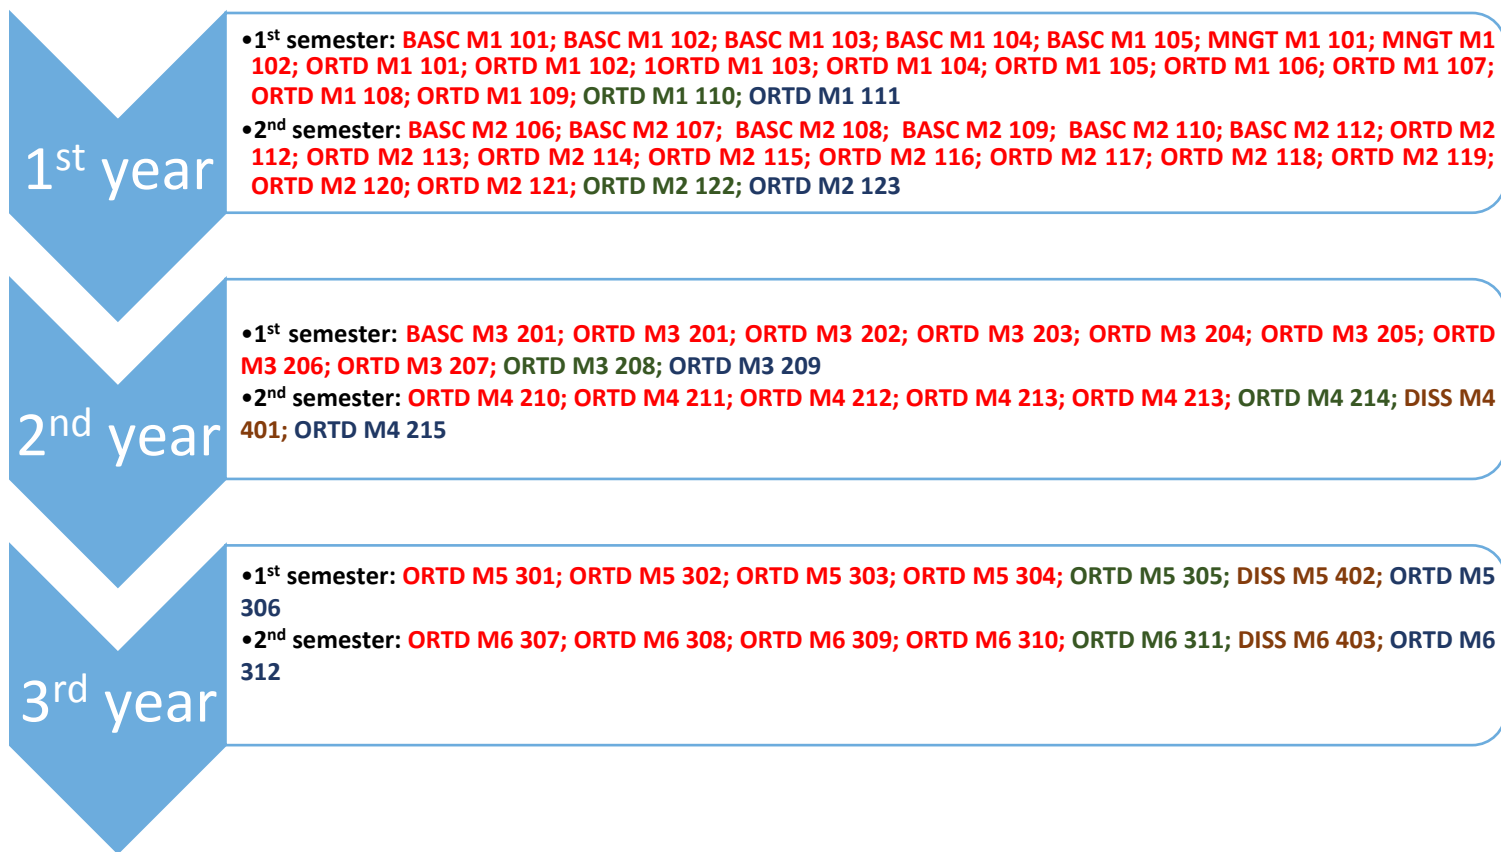 1st year
•1st semester: BASC M1 101; BASC M1 102; BASC M1 103; BASC M1 104; BASC M1 105; MNGT M1 101; MNGT M1
102; ORTD M1 101; ORTD M1 102; 1ORTD M1 103; ORTD M1 104; ORTD M1 105; ORTD M1 106; ORTD M1 107;
ORTD M1 108; ORTD M1 109; ORTD M1 110; ORTD M1 111
•2nd semester: BASC M2 106; BASC M2 107; BASC M2 108; BASC M2 109; BASC M2 110; BASC M2 112; ORTD M2
112; ORTD M2 113; ORTD M2 114; ORTD M2 115; ORTD M2 116; ORTD M2 117; ORTD M2 118; ORTD M2 119;
ORTD M2 120; ORTD M2 121; ORTD M2 122; ORTD M2 123
2nd year
•1st semester: BASC M3 201; ORTD M3 201; ORTD M3 202; ORTD M3 203; ORTD M3 204; ORTD M3 205; ORTD
M3 206; ORTD M3 207; ORTD M3 208; ORTD M3 209
•2nd semester: ORTD M4 210; ORTD M4 211; ORTD M4 212; ORTD M4 213; ORTD M4 213; ORTD M4 214; DISS M4
401; ORTD M4 215
3rd year
•1st semester: ORTD M5 301; ORTD M5 302; ORTD M5 303; ORTD M5 304; ORTD M5 305; DISS M5 402; ORTD M5
306
•2nd semester: ORTD M6 307; ORTD M6 308; ORTD M6 309; ORTD M6 310; ORTD M6 311; DISS M6 403; ORTD M6
312